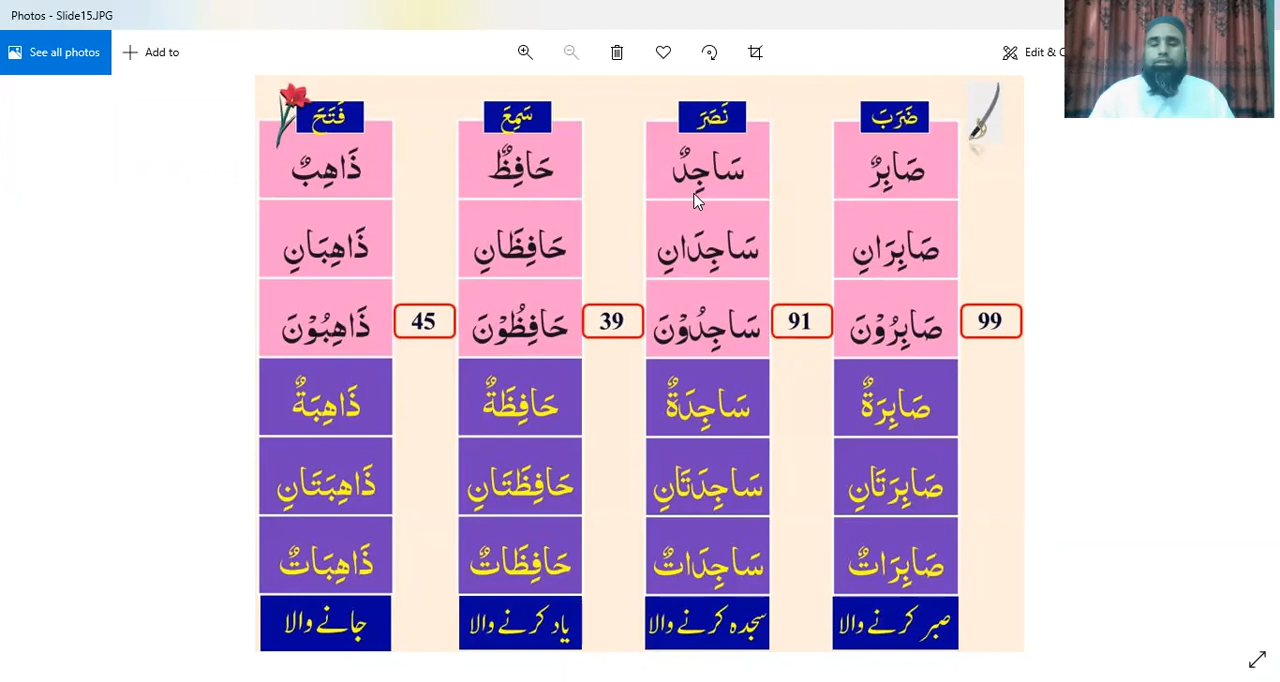 Photos - Slide15.JPG
See all photos
Add to
Edit & C
ضَرَبَ نَصَرَ سَمِعَ فَتَحَ
صَابِرٌ سَاجِدٌ حَافِظٌ ذَاهِبٌ
صَابِرَانِ سَاجِدَانِ حَافِظَانِ ذَاهِبَانِ
99 صَابِرُوْنَ 91 سَاجِدُوْنَ 39 حَافِظُوْنَ 45 ذَاهِبُوْنَ
صَابِرَةٌ سَاجِدَةٌ حَافِظَةٌ ذَاهِبَةٌ
صَابِرَتَانِ سَاجِدَتَانِ حَافِظَتَانِ ذَاهِبَتَانِ
صَابِرَاتٌ سَاجِدَاتٌ حَافِظَاتٌ ذَاهِبَاتٌ
صبر کرنے والا سجدہ کرنے والا یاد کرنے والا جانے والا